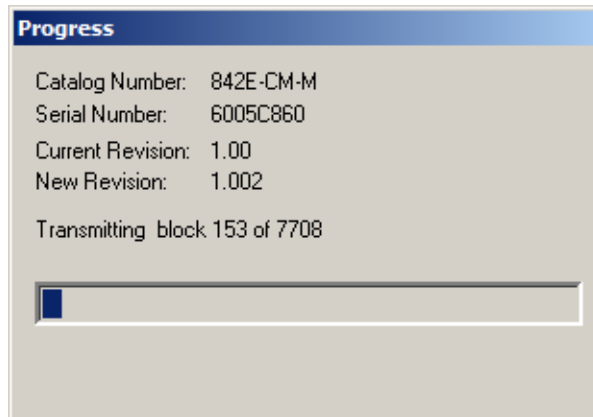 Progress
Catalog Number: 842E-CM-M
Serial Number: 6005C860
Current Revision: 1.00
New Revision: 1.002
Transmitting block 153 of 7708